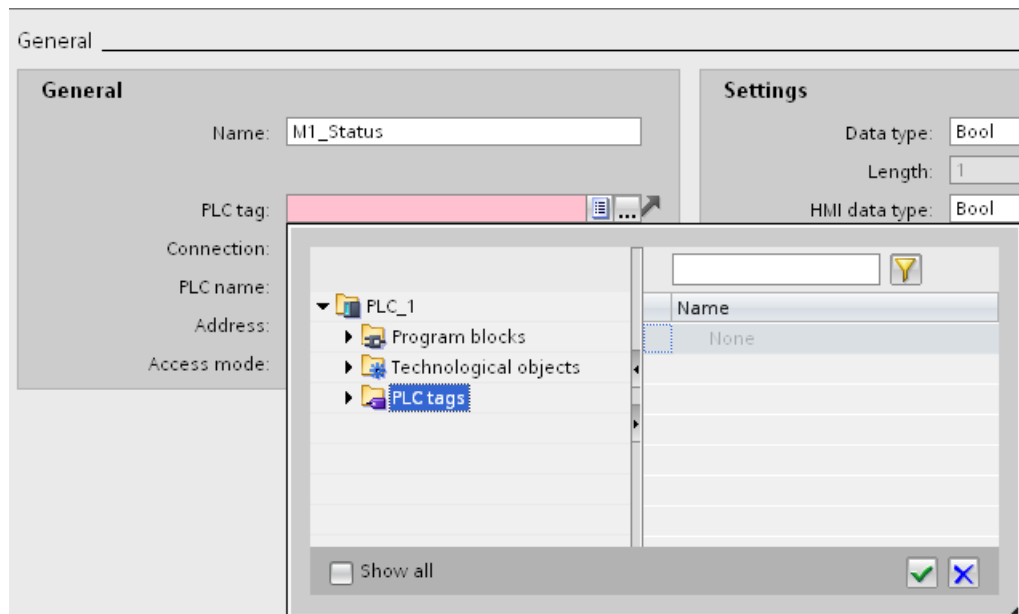 General
General
Name:
M1_Status
PLC tag:
...
Connection:
PLC name:
Address:
Access mode:
Settings
Data type:
Bool
Length:
1
HMI data type:
Bool
PLC_1
Program blocks
Technological objects
PLC tags
Name
None
Show all